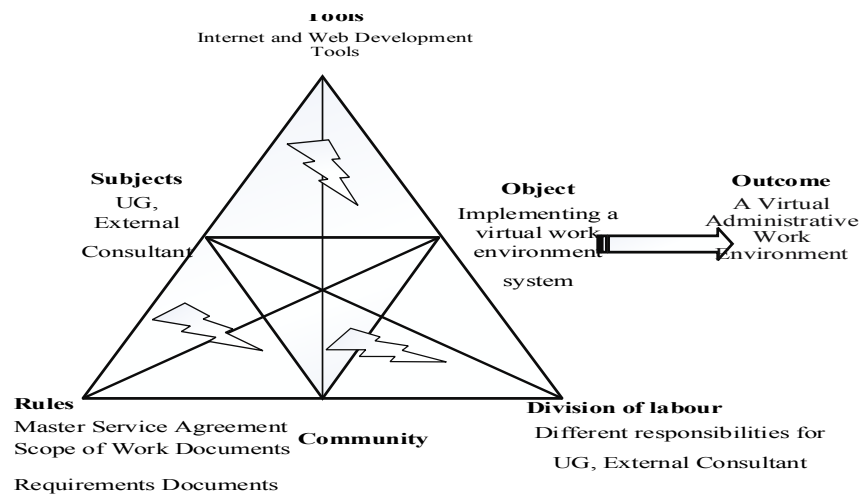 Tools
Internet and Web Development
Tools
Subjects
UG,
External
Consultant
Object
Implementing a
virtual work
environment
system
Outcome
A Virtual
Administrative
Work
Environment
Rules
Master Service Agreement
Scope of Work Documents
Requirements Documents
Community
Division of labour
Different responsibilities for
UG, External Consultant